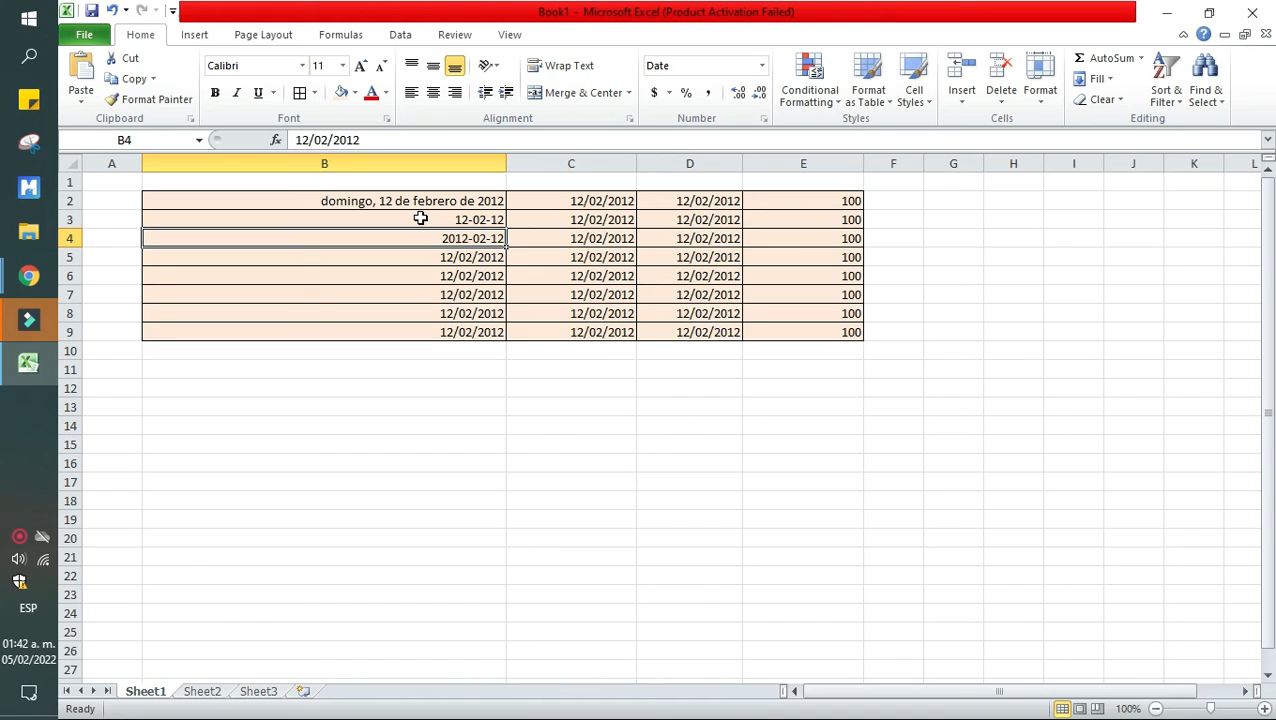 Book1 - Microsoft Excel (Product Activation Failed)
File Home Insert Page Layout Formulas Data Review View
Cut
Copy
Format Painter
Paste
Clipboard
Calibri 11
B I U
Font
Wrap Text
Merge & Center
Alignment
Date
$ % ,
Number
Conditional Formatting
Format as Table
Cell Styles
Styles
Insert
Delete
Format
Cells
AutoSum
Fill
Clear
Sort & Filter
Find & Select
Editing
B4 fx 12/02/2012
A B C D E F G H I J K L
1
2 domingo, 12 de febrero de 2012 12/02/2012 12/02/2012 100
3 12-02-12 12/02/2012 12/02/2012 100
4 2012-02-12 12/02/2012 12/02/2012 100
5 12/02/2012 12/02/2012 12/02/2012 100
6 12/02/2012 12/02/2012 12/02/2012 100
7 12/02/2012 12/02/2012 12/02/2012 100
8 12/02/2012 12/02/2012 12/02/2012 100
9 12/02/2012 12/02/2012 12/02/2012 100
10
11
12
13
14
15
16
17
18
19
20
21
22
23
24
25
26
27
ESP
01:42 a. m.
05/02/2022
Sheet1 Sheet2 Sheet3
Ready
100%